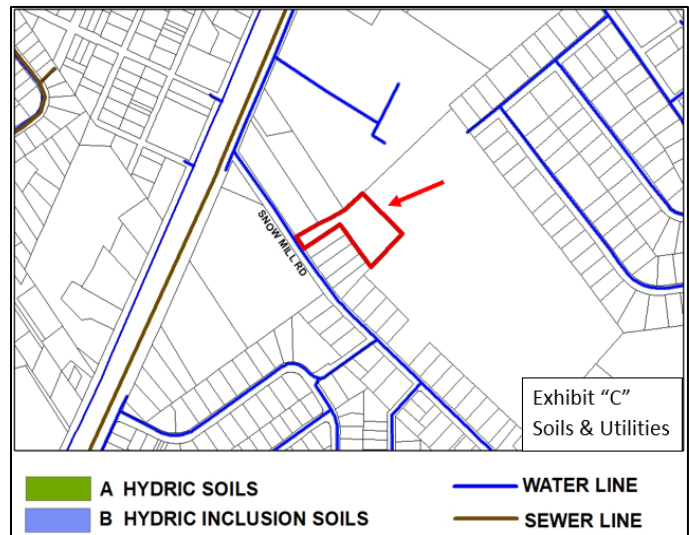 SNOW MILL RD
Exhibit “C”
Soils & Utilities
A HYDRIC SOILS
B HYDRIC INCLUSION SOILS
WATER LINE
SEWER LINE